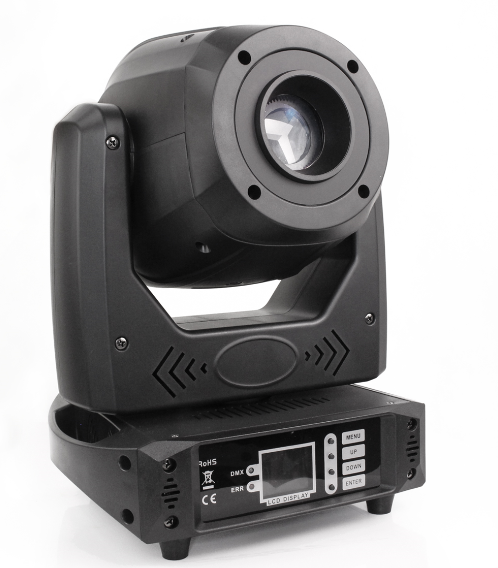 RoHS
CE
DMX
ERR
LCD DISPLAY
MENU
UP
DOWN
ENTER